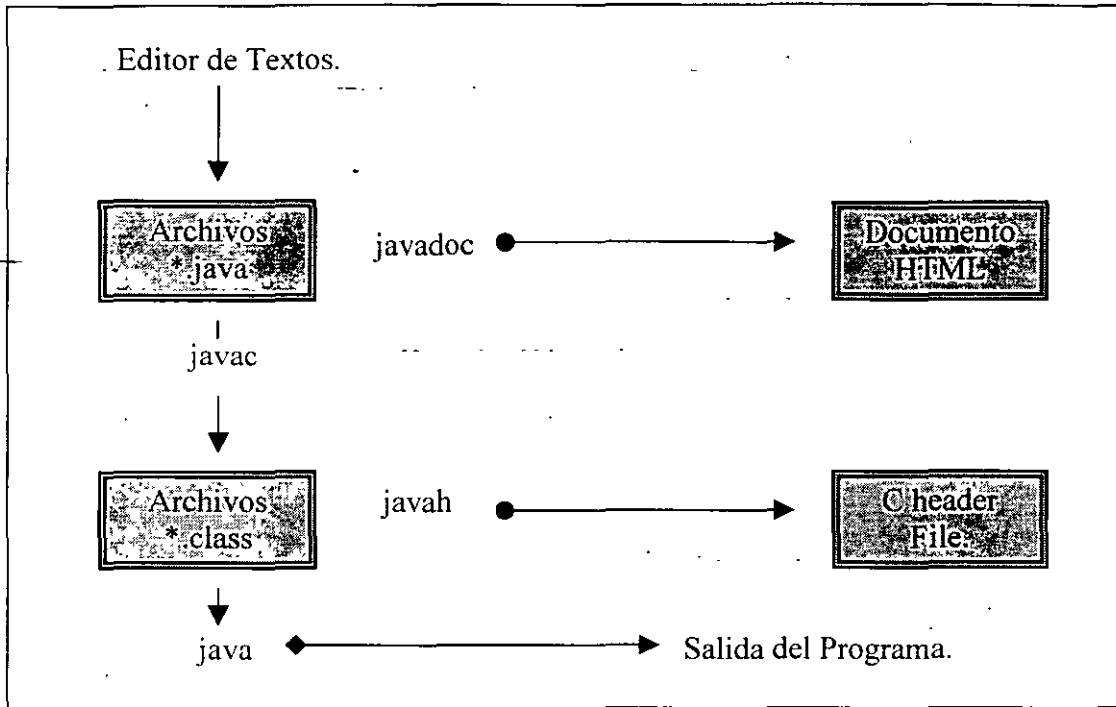 Editor de Textos.
Archivos
*.java
javadoc
Documento
HTML
javac
Archivos
*.class
javah
C header
File.
java
Salida del Programa.